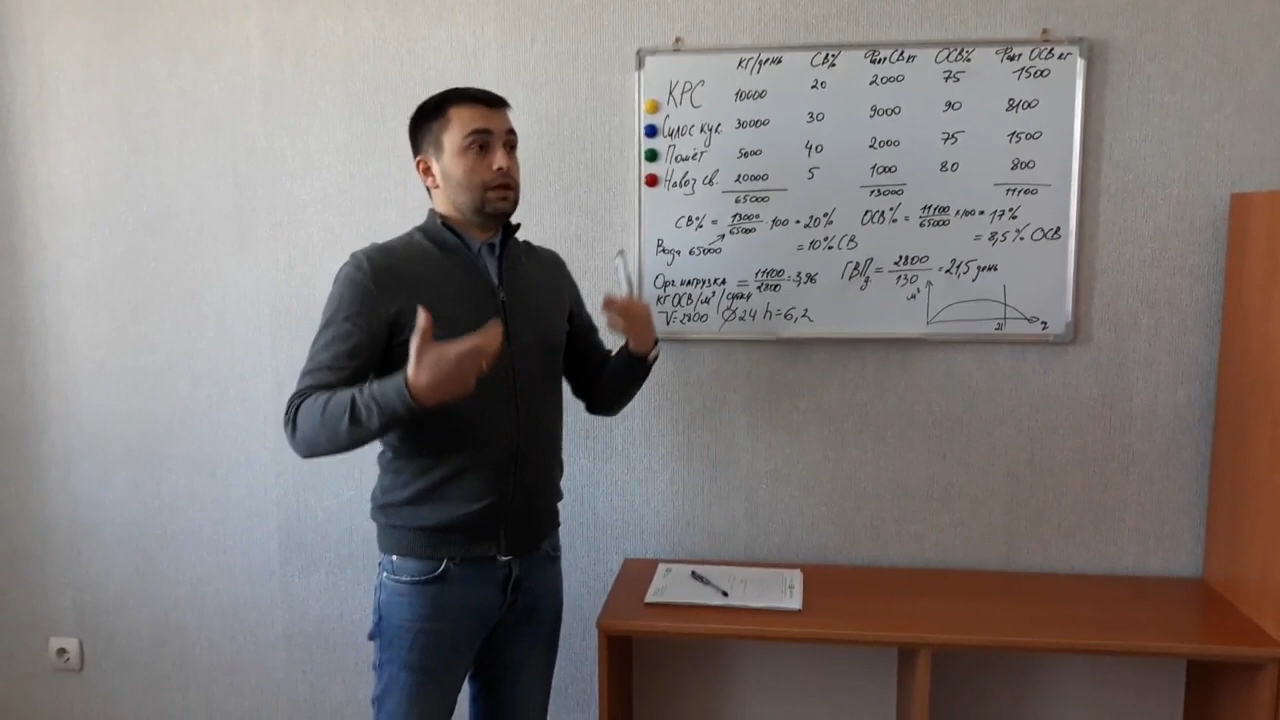 кг/день СВ% Факт СВ кг ОСВ% Факт ОСВ кг
КРС 10000 20 2000 75 1500
Силос кук. 30000 30 9000 90 8100
Помёт 5000 40 2000 75 1500
Навоз св. 20000 5 1000 80 800
65000 13000 11100
СВ% = 13000/65000 · 100 = 20% ОСВ% = 11100/65000 x100 = 17%
Вода 65000 = 10% СВ = 8,5% ОСВ
Орг нагрузка = 11100/2800 = 3,96 ГВП д. = 2800/130 = 21,5 день
кг ОСВ/м³/сутки
V=2800 ⌀24 h=6,2
м³ 21